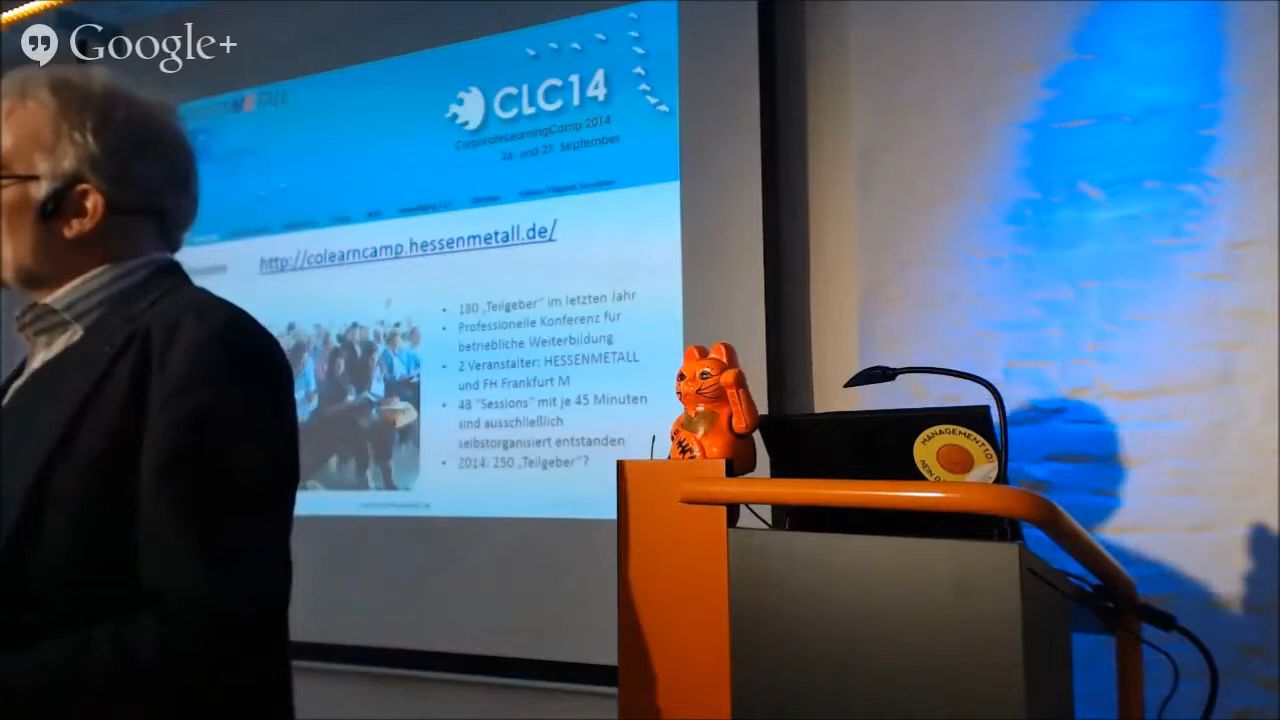 Google+
CLC14
CorporateLearningCamp 2014
26. und 27. September
http://colearncamp.hessenmetall.de/
• 180 „Teilgeber“ im letzten Jahr
• Professionelle Konferenz für
betriebliche Weiterbildung
• 2 Veranstalter: HESSENMETALL
und FH Frankfurt M
• 48 "Sessions" mit je 45 Minuten
sind ausschließlich
selbstorganisiert entstanden
• 2014: 250 „Teilgeber“?
MANAGEMENT